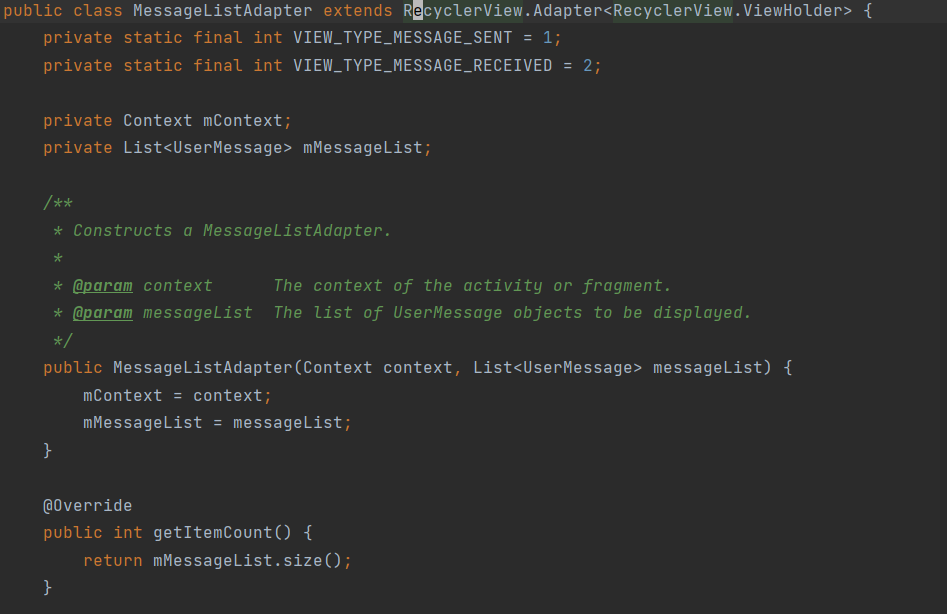 public class MessageListAdapter extends RecyclerView.Adapter<RecyclerView.ViewHolder> {
    private static final int VIEW_TYPE_MESSAGE_SENT = 1;
    private static final int VIEW_TYPE_MESSAGE_RECEIVED = 2;

    private Context mContext;
    private List<UserMessage> mMessageList;

    /**
     * Constructs a MessageListAdapter.
     *
     * @param context      The context of the activity or fragment.
     * @param messageList  The list of UserMessage objects to be displayed.
     */
    public MessageListAdapter(Context context, List<UserMessage> messageList) {
        mContext = context;
        mMessageList = messageList;
    }

    @Override
    public int getItemCount() {
        return mMessageList.size();
    }